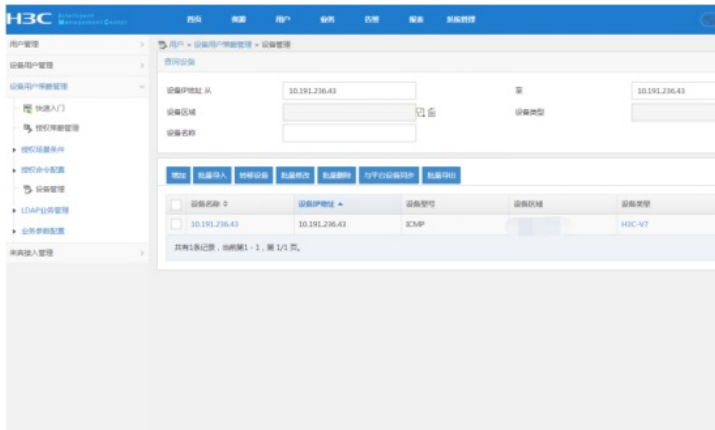 H3C Intelligent Management Center
首页 资源 用户 业务 告警 报表 系统管理
用户 > 设备用户策略管理 > 设备管理
用户管理
设备用户管理
设备用户策略管理
快速入门
授权策略管理
授权场景条件
授权命令配置
设备管理
LDAP业务管理
业务参数配置
来宾接入管理
查询设备
设备IP地址 从 10.191.236.43 至 10.191.236.43
设备区域 设备类型
设备名称
增加 批量导入 转移设备 批量修改 批量删除 与平台设备同步 批量导出
设备名称 设备IP地址 设备型号 设备区域 设备类型
10.191.236.43 10.191.236.43 ICMP H3C-V7
共有1条记录，当前第1 - 1，第 1/1 页。